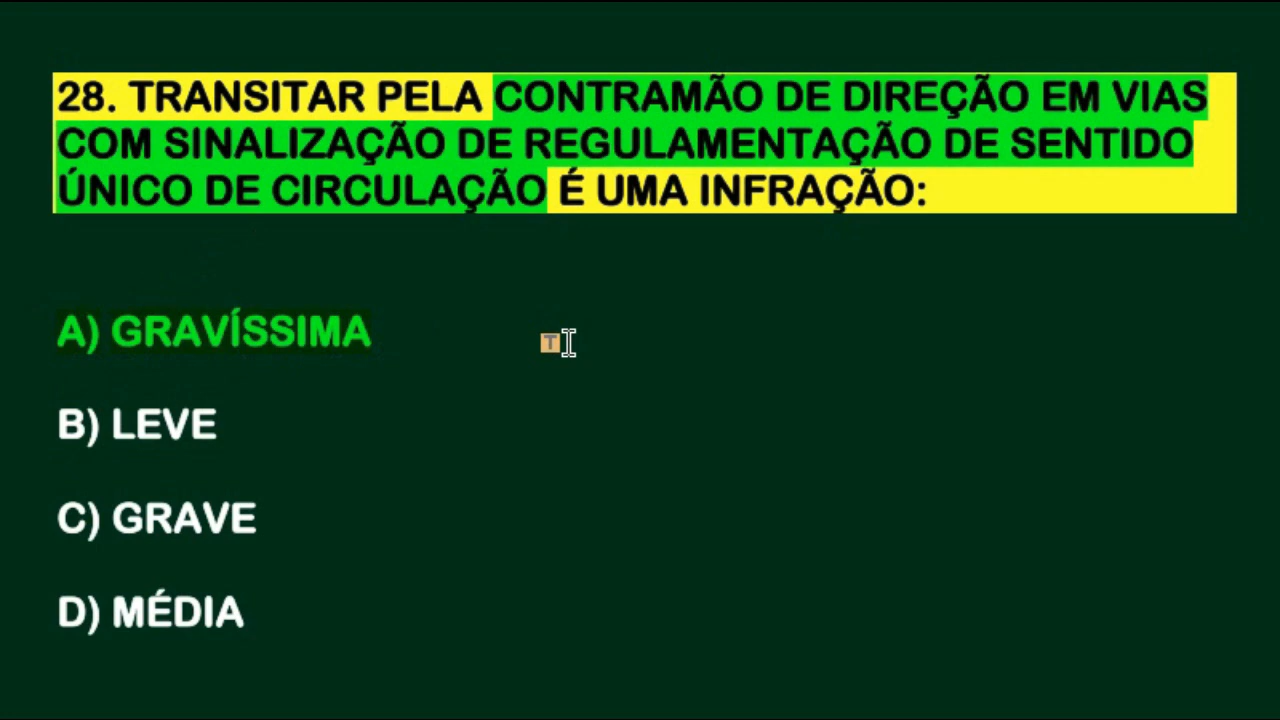 28. TRANSITAR PELA CONTRAMÃO DE DIREÇÃO EM VIAS
COM SINALIZAÇÃO DE REGULAMENTAÇÃO DE SENTIDO
ÚNICO DE CIRCULAÇÃO É UMA INFRAÇÃO:
A) GRAVÍSSIMA
T
B) LEVE
C) GRAVE
D) MÉDIA